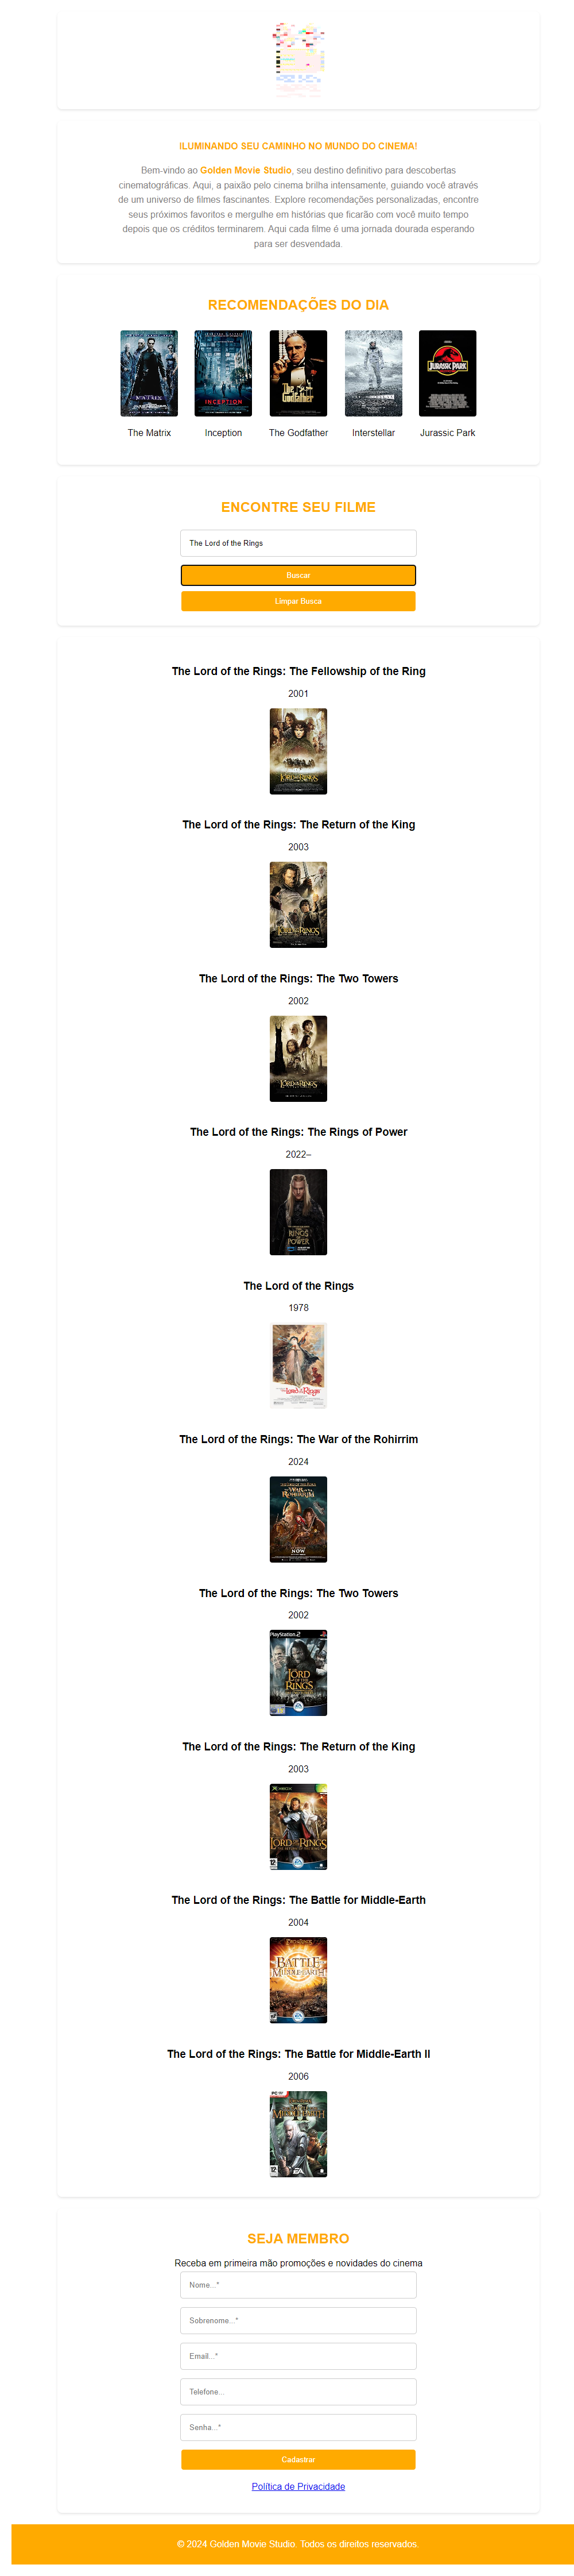 ILUMINANDO SEU CAMINHO NO MUNDO DO CINEMA!
Bem-vindo ao Golden Movie Studio, seu destino definitivo para descobertas
cinematográficas. Aqui, a paixão pelo cinema brilha intensamente, guiando você através
de um universo de filmes fascinantes. Explore recomendações personalizadas, encontre
seus próximos favoritos e mergulhe em histórias que ficarão com você muito tempo
depois que os créditos terminarem. Aqui cada filme é uma jornada dourada esperando
para ser desvendada.
RECOMENDAÇÕES DO DIA
MATRIX
INCEPTION
The Godfather
JURASSIC PARK
The Matrix
Inception
The Godfather
Interstellar
Jurassic Park
ENCONTRE SEU FILME
The Lord of the Rings
Buscar
Limpar Busca
The Lord of the Rings: The Fellowship of the Ring
2001
The Lord of the Rings: The Return of the King
2003
The Lord of the Rings: The Two Towers
2002
The Lord of the Rings: The Rings of Power
2022–
The Lord of the Rings
1978
The Lord of the Rings: The War of the Rohirrim
2024
The Lord of the Rings: The Two Towers
2002
PlayStation 2
The Lord of the Rings: The Return of the King
2003
The Lord of the Rings: The Battle for Middle-Earth
2004
The Lord of the Rings: The Battle for Middle-Earth II
2006
SEJA MEMBRO
Receba em primeira mão promoções e novidades do cinema
Nome...*
Sobrenome...*
Email...*
Telefone...
Senha...*
Cadastrar
Política de Privacidade
© 2024 Golden Movie Studio. Todos os direitos reservados.